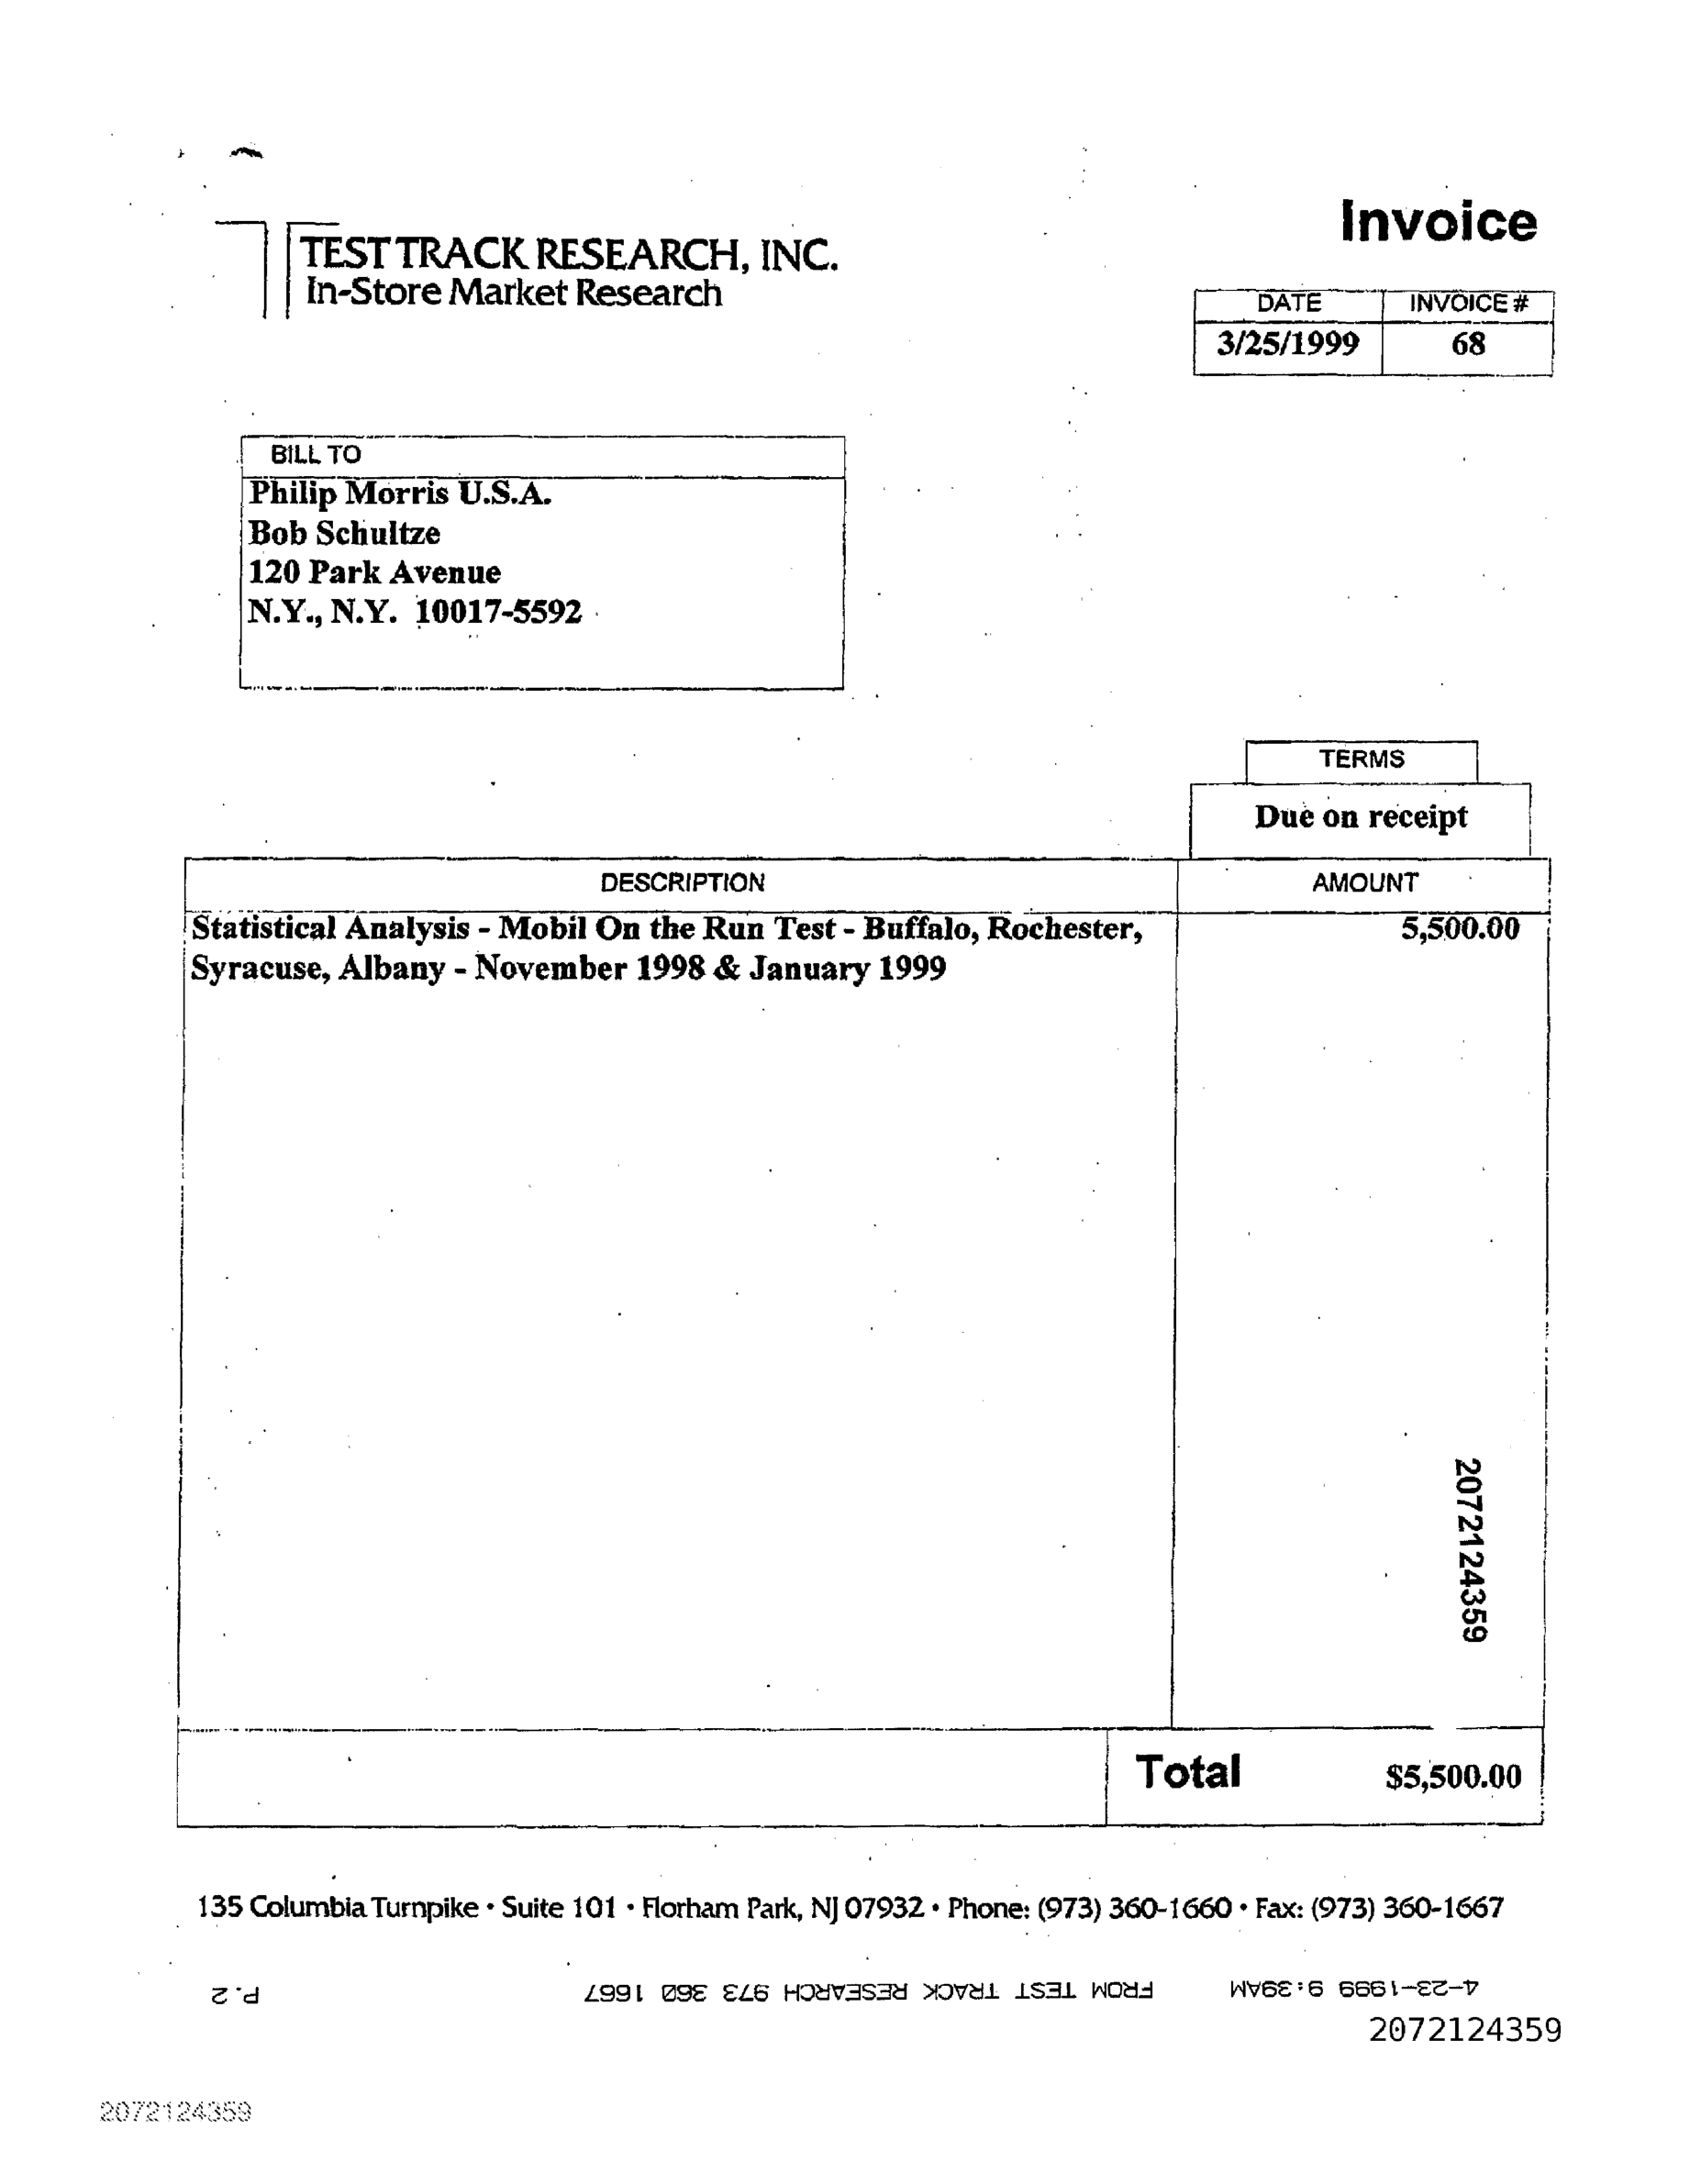 Invoice
TEST TRACK RESEARCH, INC.
In-Store Market Research
DATE INVOICE #
3/25/1999 68
BILL TO
Philip Morris U.S.A.
Bob Schultze
120 Park Avenue
N.Y., N.Y. 10017-5592
TERMS
Due on receipt
DESCRIPTION AMOUNT
Statistical Analysis - Mobil On the Run Test - Buffalo, Rochester, 5,500.00
Syracuse, Albany - November 1998 & January 1999
2072124359
Total $5,500.00
135 Columbia Turnpike • Suite 101 • Florham Park, NJ 07932 • Phone: (973) 360-1660 • Fax: (973) 360-1667
4-23-1999 9:39AM FROM TEST TRACK RESEARCH 973 360 1667 P.2
2072124359
2072124359